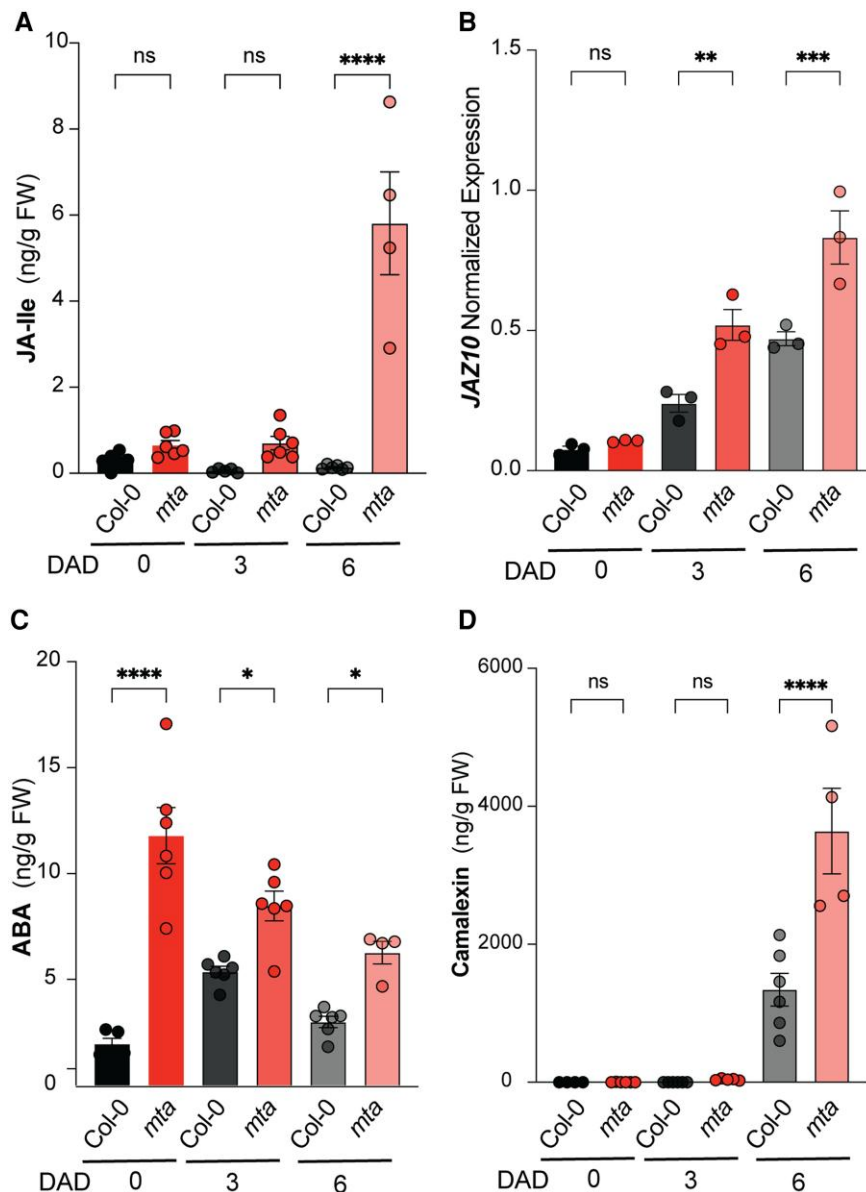 A
ns
ns
****
JA-Ile (ng/g FW)
10
8
6
4
2
0
Col-0
mta
Col-0
mta
Col-0
mta
DAD
0
3
6
B
ns
**
***
JAZ10 Normalized Expression
1.5
1.0
0.5
0.0
Col-0
mta
Col-0
mta
Col-0
mta
DAD
0
3
6
C
****
*
*
ABA (ng/g FW)
20
15
10
5
0
Col-0
mta
Col-0
mta
Col-0
mta
DAD
0
3
6
D
ns
ns
****
Camalexin (ng/g FW)
6000
4000
2000
0
Col-0
mta
Col-0
mta
Col-0
mta
DAD
0
3
6